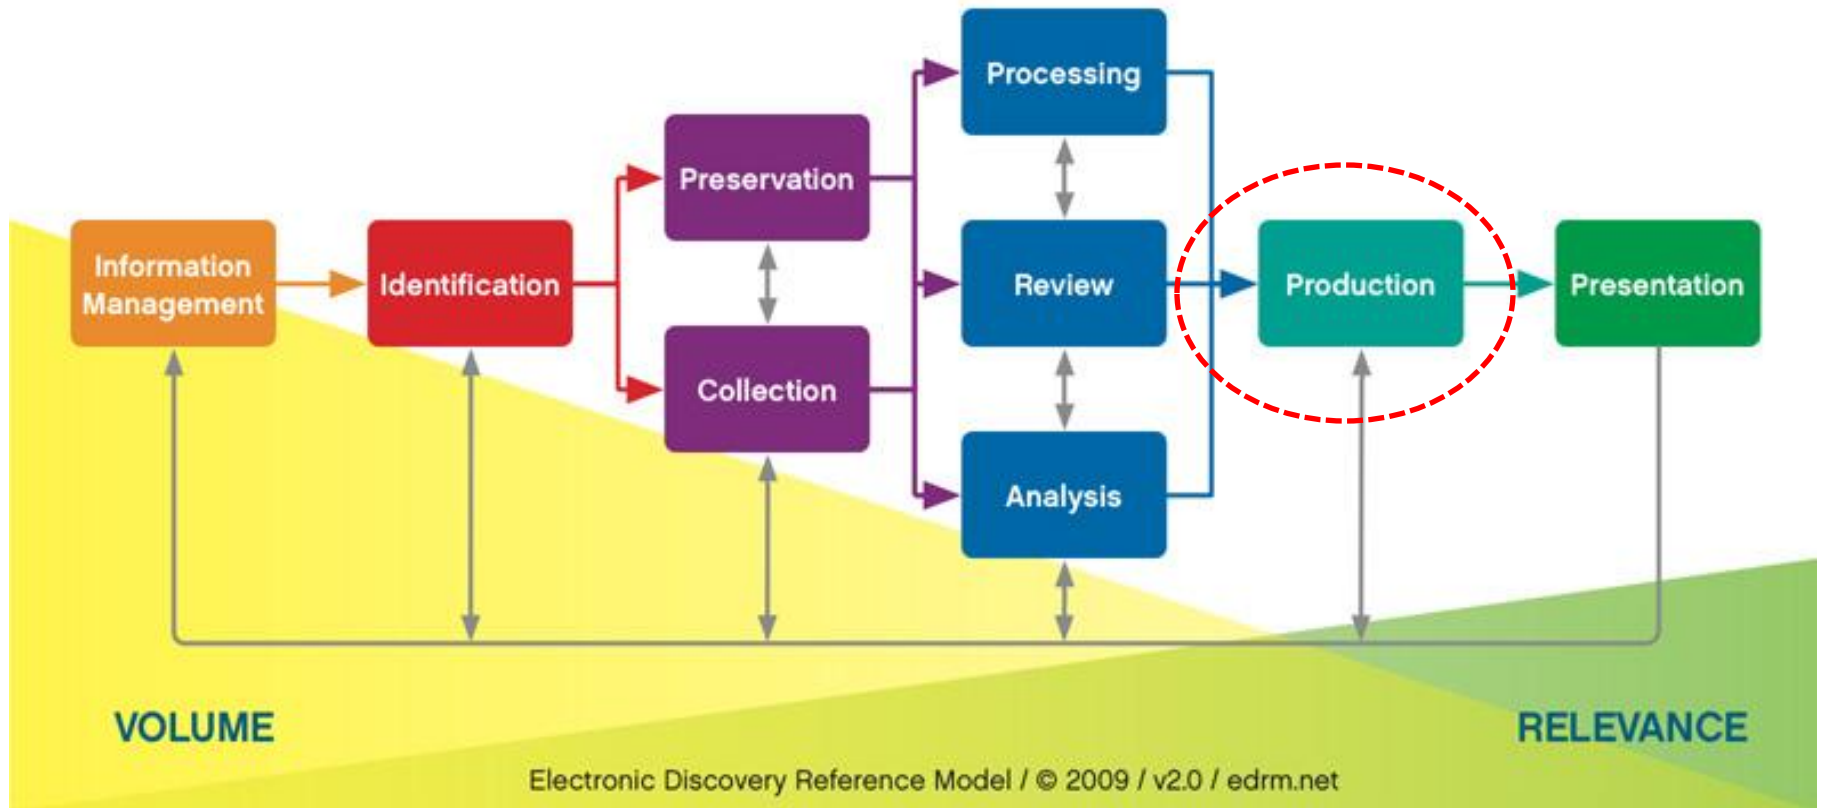 Processing
Preservation
Information
Management
Identification
Review
Production
Presentation
Collection
Analysis
VOLUME
RELEVANCE
Electronic Discovery Reference Model / © 2009 / v2.0 / edrm.net